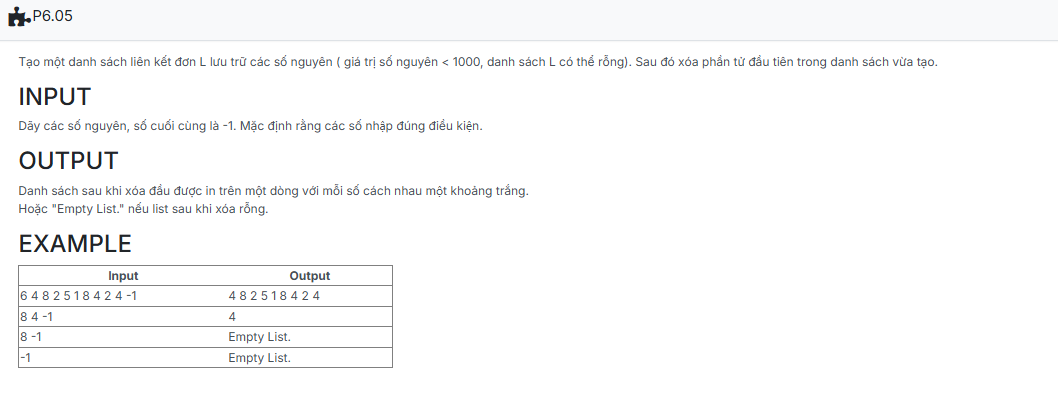 P6.05
Tạo một danh sách liên kết đơn L lưu trữ các số nguyên ( giá trị số nguyên < 1000, danh sách L có thể rỗng). Sau đó xóa phần tử đầu tiên trong danh sách vừa tạo.
INPUT
Dãy các số nguyên, số cuối cùng là -1. Mặc định rằng các số nhập đúng điều kiện.
OUTPUT
Danh sách sau khi xóa đầu được in trên một dòng với mỗi số cách nhau một khoảng trắng.
Hoặc "Empty List." nếu list sau khi xóa rỗng.
EXAMPLE
Input Output
6 4 8 2 5 1 8 4 2 4 -1 4 8 2 5 1 8 4 2 4
8 4 -1 4
8 -1 Empty List.
-1 Empty List.